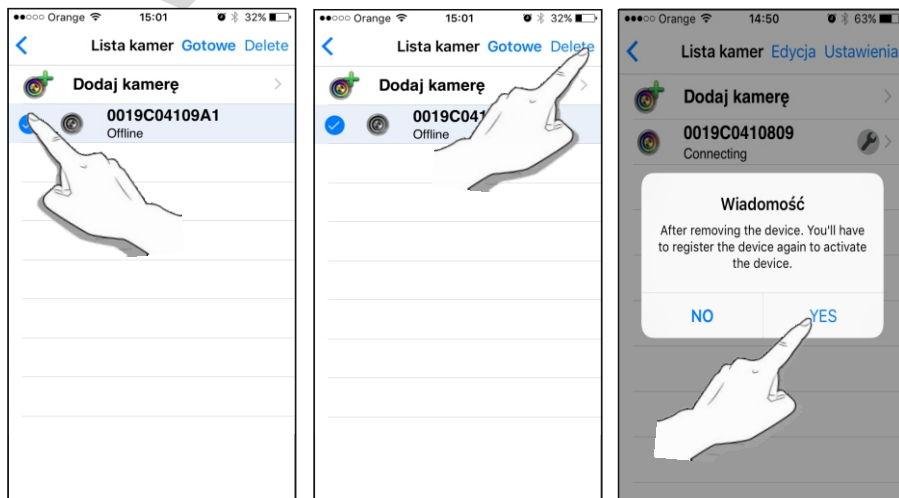 Orange 15:01 32%
Lista kamer Gotowe Delete
Dodaj kamerę
0019C04109A1
Offline
Orange 15:01 32%
Lista kamer Gotowe Delete
Dodaj kamerę
0019C041
Offline
Orange 14:50 63%
Lista kamer Edycja Ustawienia
Dodaj kamerę
0019C0410809
Connecting
Wiadomość
After removing the device. You'll have
to register the device again to activate
the device.
NO YES